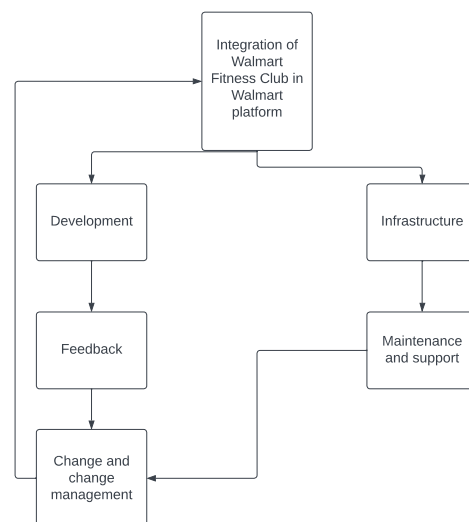 Integration of
Walmart
Fitness Club in
Walmart
platform
Development
Infrastructure
Feedback
Maintenance
and support
Change and
change
management